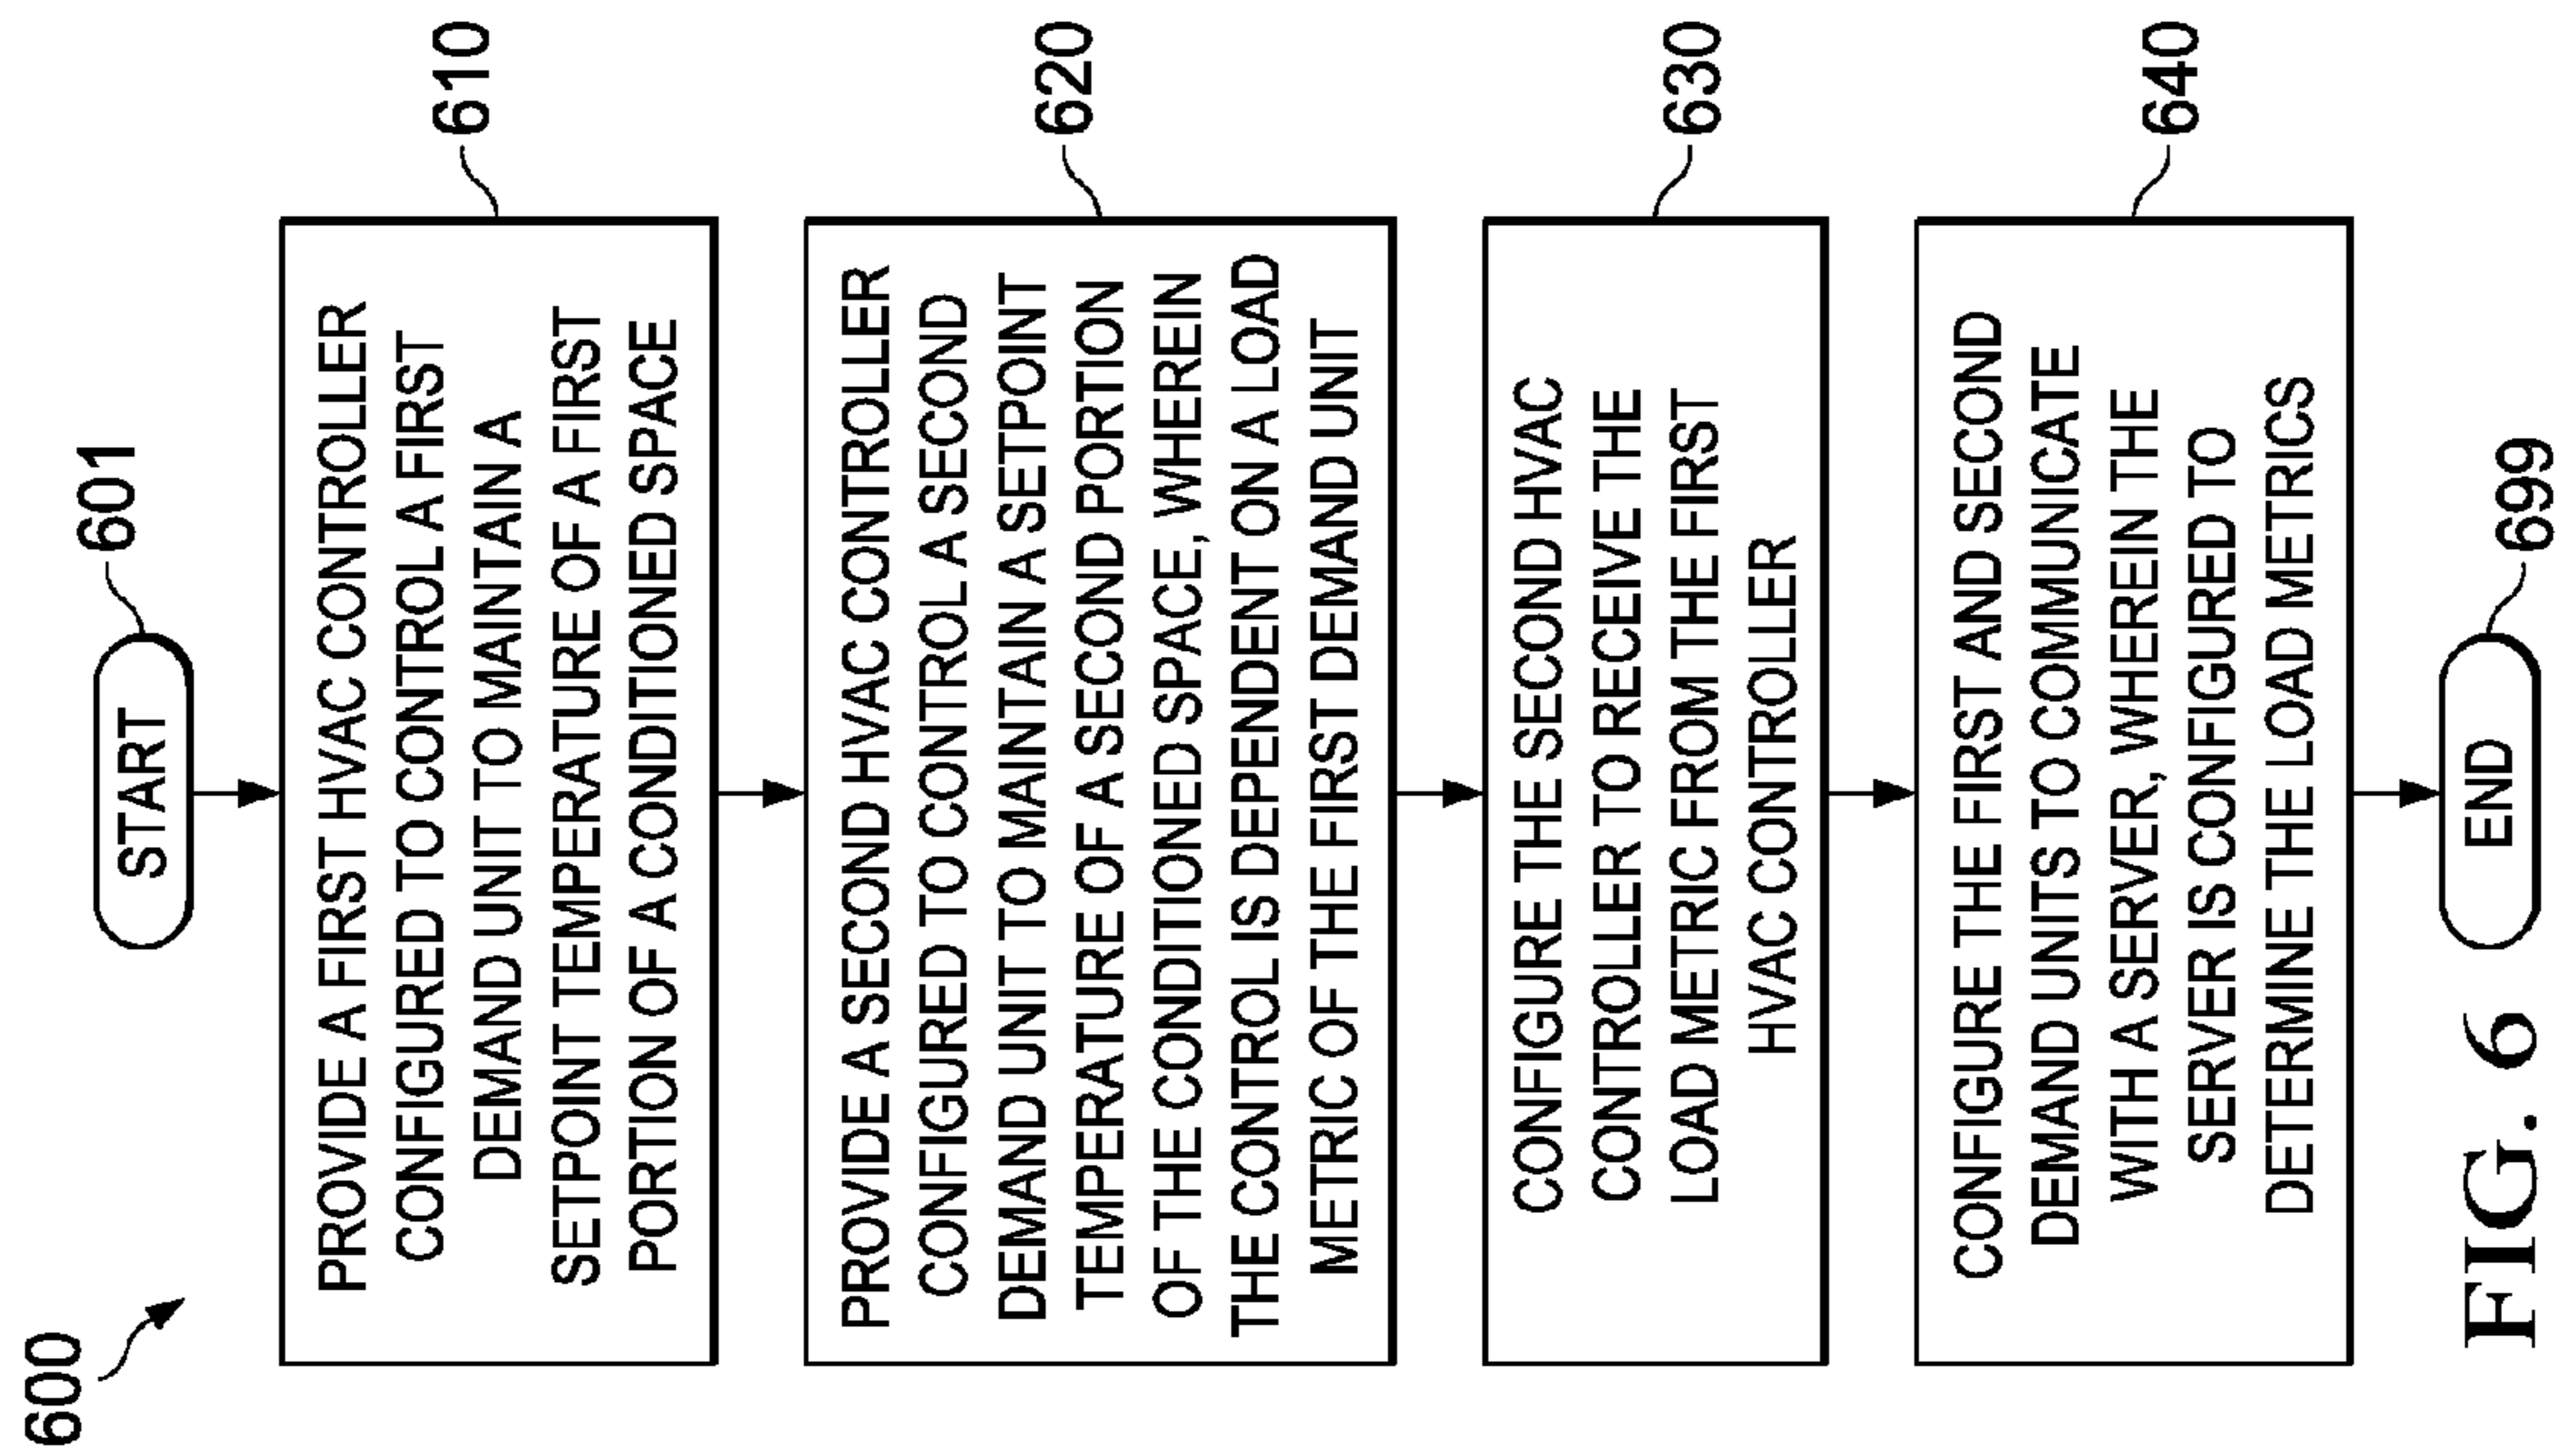 600
START
601
PROVIDE A FIRST HVAC CONTROLLER
CONFIGURED TO CONTROL A FIRST
DEMAND UNIT TO MAINTAIN A
SETPOINT TEMPERATURE OF A FIRST
PORTION OF A CONDITIONED SPACE
610
PROVIDE A SECOND HVAC CONTROLLER
CONFIGURED TO CONTROL A SECOND
DEMAND UNIT TO MAINTAIN A SETPOINT
TEMPERATURE OF A SECOND PORTION
OF THE CONDITIONED SPACE, WHEREIN
THE CONTROL IS DEPENDENT ON A LOAD
METRIC OF THE FIRST DEMAND UNIT
620
CONFIGURE THE SECOND HVAC
CONTROLLER TO RECEIVE THE
LOAD METRIC FROM THE FIRST
HVAC CONTROLLER
630
CONFIGURE THE FIRST AND SECOND
DEMAND UNITS TO COMMUNICATE
WITH A SERVER, WHEREIN THE
SERVER IS CONFIGURED TO
DETERMINE THE LOAD METRICS
640
END
699
FIG. 6